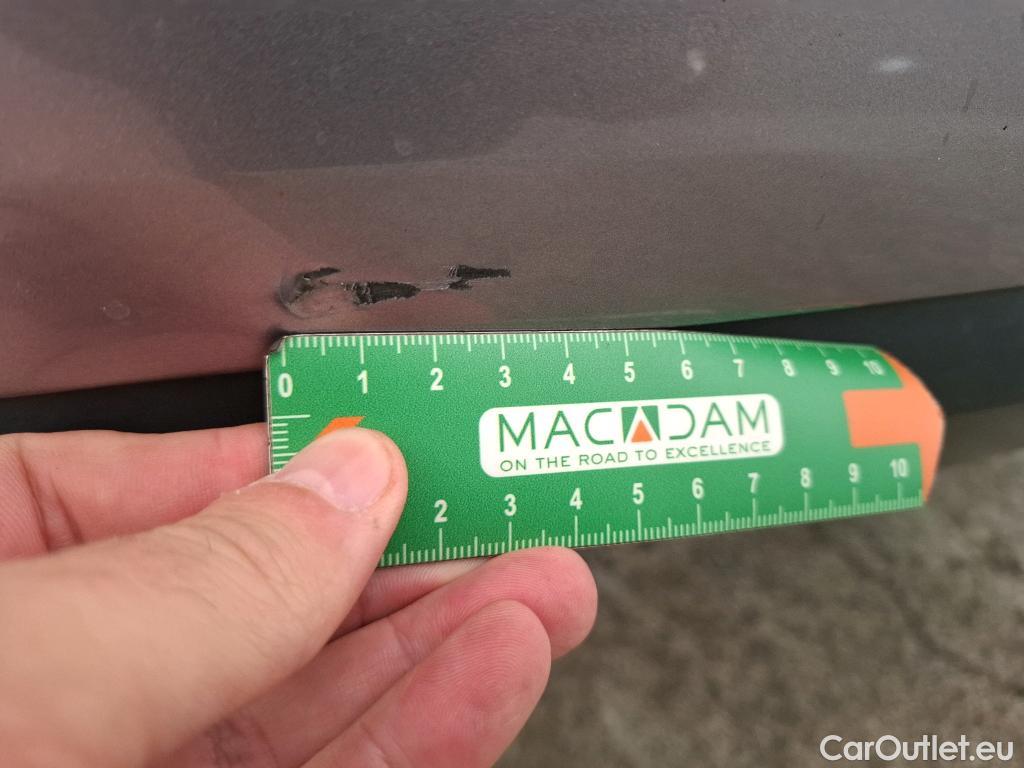 0 1 2 3 4 5 6 7 8 9 10
MACADAM
ON THE ROAD TO EXCELLENCE
2 3 4 5 6 7 8 9 10
CarOutlet.eu